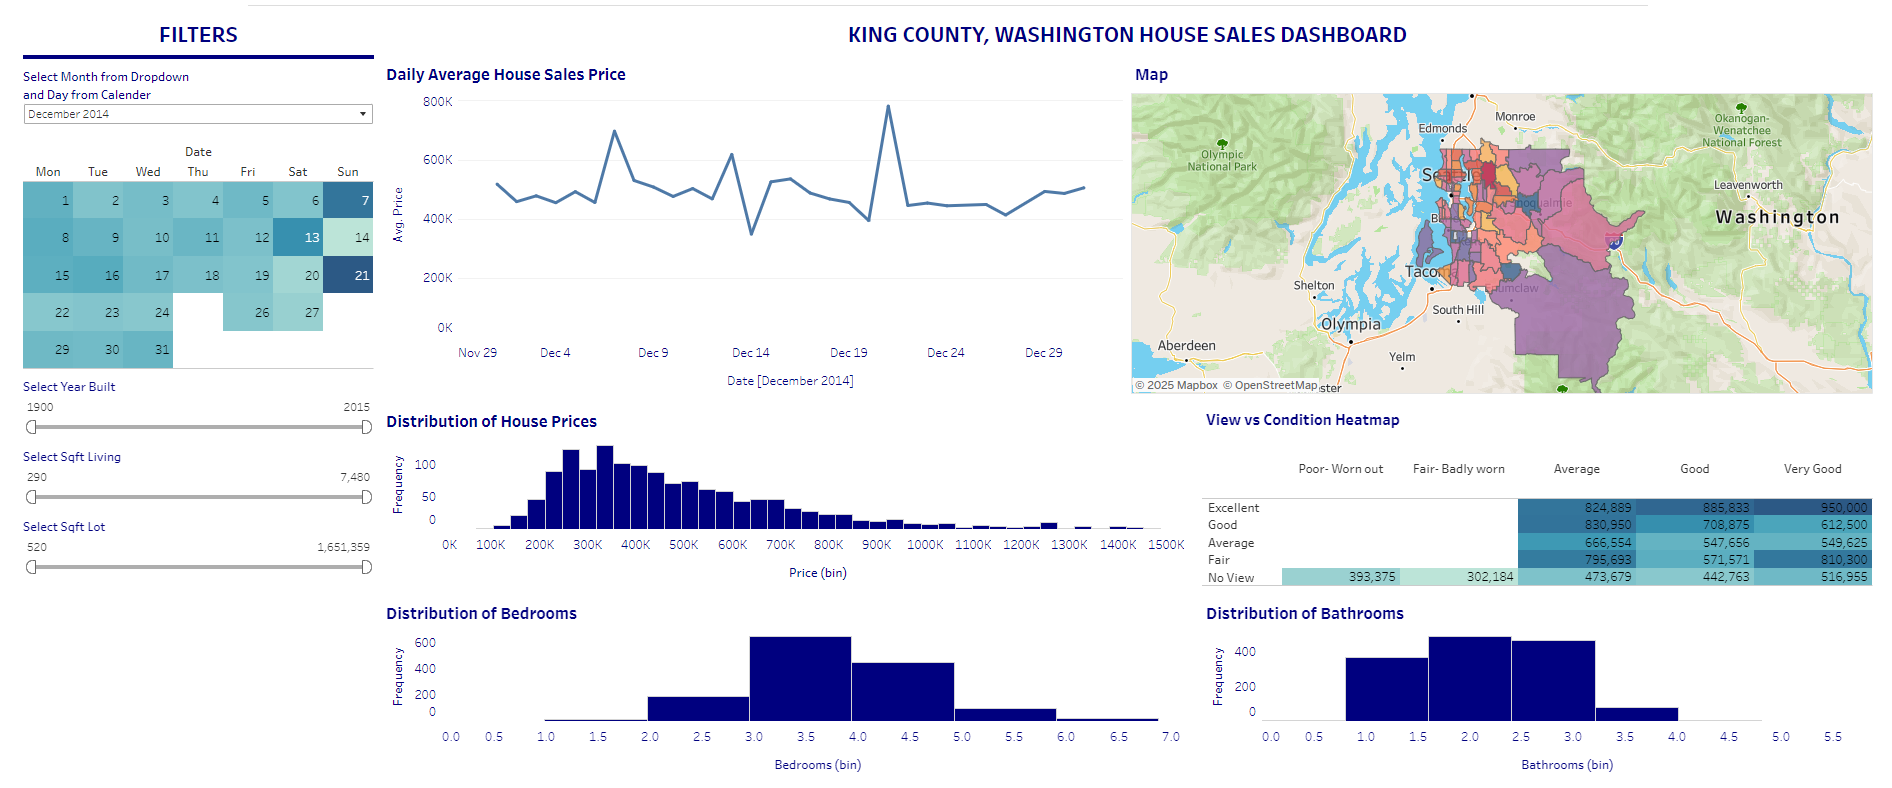 FILTERS
KING COUNTY, WASHINGTON HOUSE SALES DASHBOARD
Select Month from Dropdown
and Day from Calender
December 2014
Date
Mon Tue Wed Thu Fri Sat Sun
1 2 3 4 5 6 7
8 9 10 11 12 13 14
15 16 17 18 19 20 21
22 23 24 26 27
29 30 31
Select Year Built
1900 2015
Select Sqft Living
290 7,480
Select Sqft Lot
520 1,651,359
Daily Average House Sales Price
Avg. Price
800K
600K
400K
200K
0K
Nov 29 Dec 4 Dec 9 Dec 14 Dec 19 Dec 24 Dec 29
Date [December 2014]
Map
Edmonds
Monroe
Okanogan-
Wenatchee
National Forest
Olympic
National Park
Seattle
Leavenworth
Washington
Tacoma
Shelton
South Hill
Olympia
Aberdeen
Yelm
© 2025 Mapbox © OpenStreetMap
ster
Distribution of House Prices
Frequency
100
50
0
0K 100K 200K 300K 400K 500K 600K 700K 800K 900K 1000K 1100K 1200K 1300K 1400K 1500K
Price (bin)
View vs Condition Heatmap
Poor- Worn out Fair- Badly worn Average Good Very Good
Excellent 824,889 885,833 950,000
Good 830,950 708,875 612,500
Average 666,554 547,656 549,625
Fair 795,693 571,571 810,300
No View 393,375 302,184 473,679 442,763 516,955
Distribution of Bedrooms
Frequency
600
400
200
0
0.0 0.5 1.0 1.5 2.0 2.5 3.0 3.5 4.0 4.5 5.0 5.5 6.0 6.5 7.0
Bedrooms (bin)
Distribution of Bathrooms
Frequency
400
200
0
0.0 0.5 1.0 1.5 2.0 2.5 3.0 3.5 4.0 4.5 5.0 5.5
Bathrooms (bin)